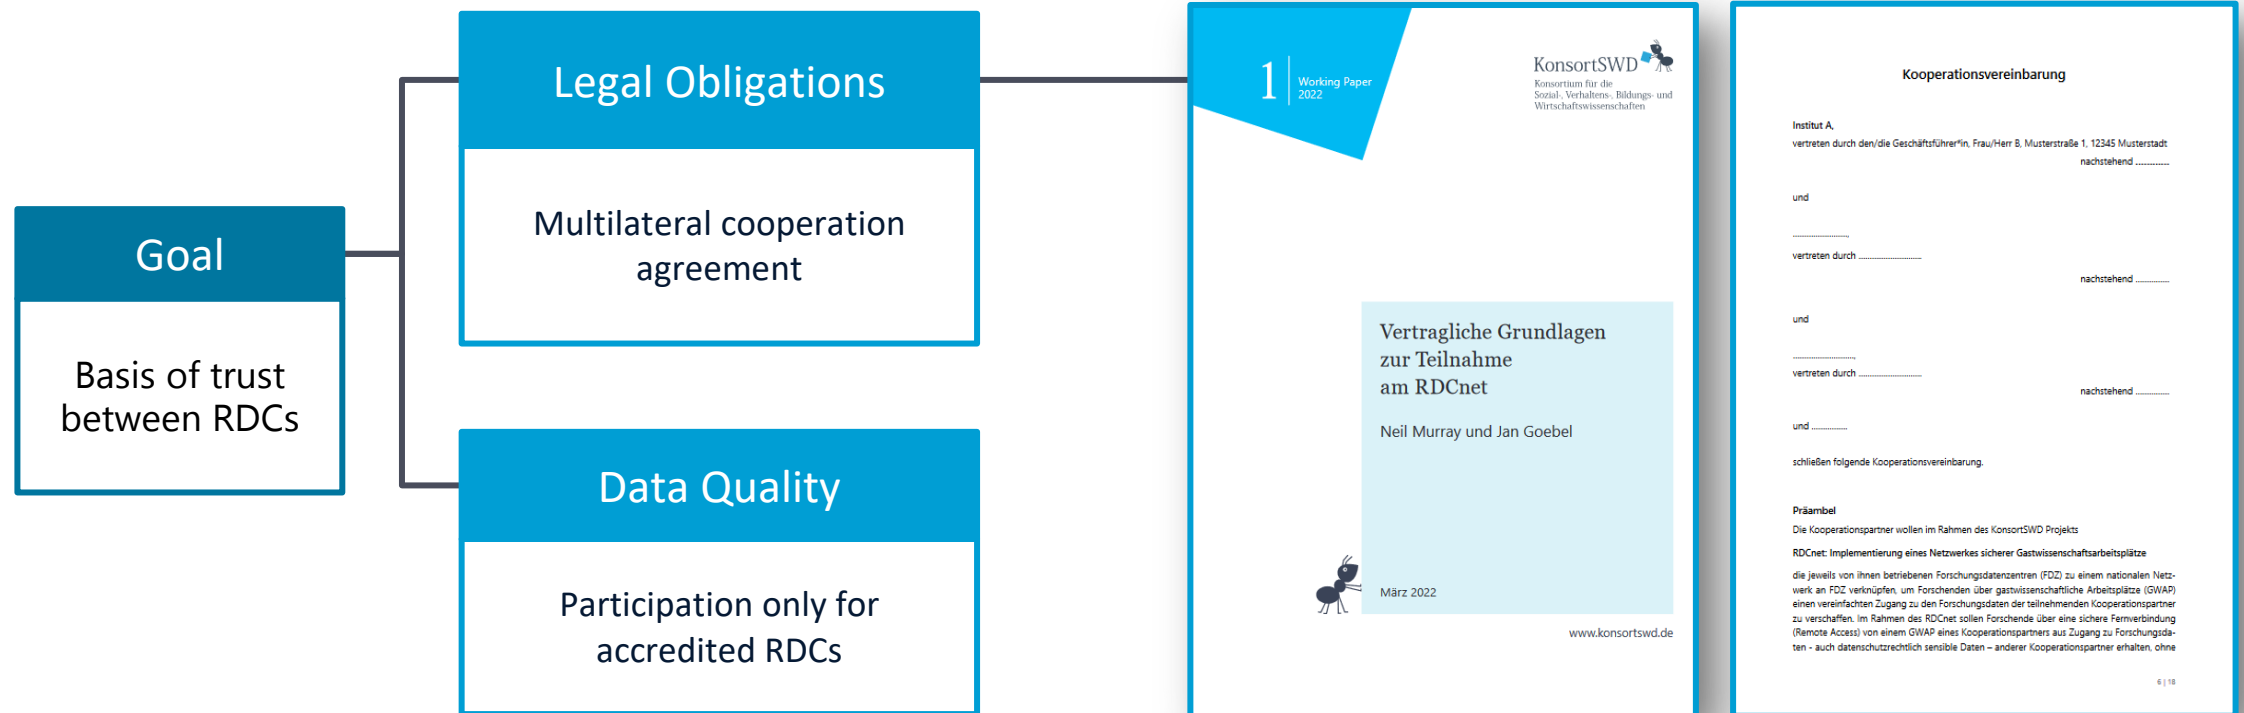 Goal
Basis of trust
between RDCs
Legal Obligations
Multilateral cooperation
agreement
Data Quality
Participation only for
accredited RDCs
1
Working Paper
2022
KonsortSWD
Konsortium für die
Sozial-, Verhaltens-, Bildungs- und
Wirtschaftswissenschaften
Vertragliche Grundlagen
zur Teilnahme
am RDCnet
Neil Murray und Jan Goebel
März 2022
www.konsortswd.de
Kooperationsvereinbarung
Institut A,
vertreten durch den/die Geschäftsführer*in, Frau/Herr B, Musterstraße 1, 12345 Musterstadt
nachstehend ...............
und
.........................,
vertreten durch ...........................
nachstehend ...............
und
...........................,
vertreten durch ...........................
nachstehend ...............
und ................
schließen folgende Kooperationsvereinbarung.
Präambel
Die Kooperationspartner wollen im Rahmen des KonsortSWD Projekts
RDCnet: Implementierung eines Netzwerkes sicherer Gastwissenschaftsarbeitsplätze
die jeweils von ihnen betriebenen Forschungsdatenzentren (FDZ) zu einem nationalen Netz-
werk an FDZ verknüpfen, um Forschenden über gastwissenschaftliche Arbeitsplätze (GWAP)
einen vereinfachten Zugang zu den Forschungsdaten der teilnehmenden Kooperationspartner
zu verschaffen. Im Rahmen des RDCnet sollen Forschende über eine sichere Fernverbindung
(Remote Access) von einem GWAP eines Kooperationspartners aus Zugang zu Forschungsda-
ten - auch datenschutzrechtlich sensible Daten – anderer Kooperationspartner erhalten, ohne
6 | 18